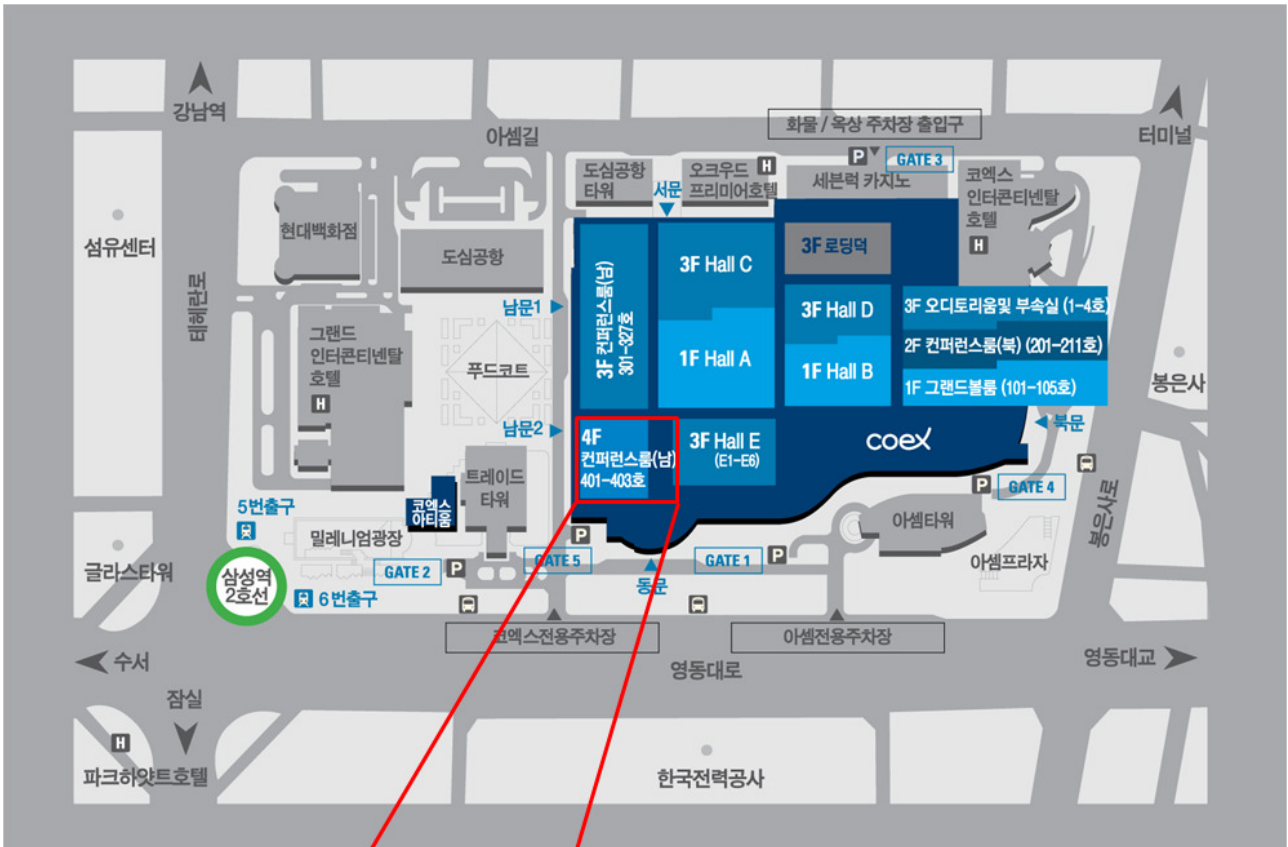 강남역
아셈길
화물 / 옥상 주차장 출입구
터미널
P
GATE 3
도심공항
타워
서문
오크우드
프리미어호텔
H
세븐럭 카지노
코엑스
인터콘티넨탈
호텔
H
섬유센터
현대백화점
도심공항
테헤란로
3F 컨퍼런스룸(남)
301-327호
3F Hall C
3F 로딩덕
남문1
3F Hall D
3F 오디토리움및 부속실 (1-4호)
2F 컨퍼런스룸(북) (201-211호)
1F 그랜드볼룸 (101-105호)
그랜드
인터콘티넨탈
호텔
H
푸드코트
1F Hall A
1F Hall B
봉은사
남문2
4F
컨퍼런스룸(남)
401-403호
3F Hall E
(E1-E6)
coex
북문
트레이드
타워
코엑스
아티움
5번출구
밀레니엄광장
P
GATE 4
아셈타워
봉은사로
아셈프라자
글라스타워
삼성역
2호선
6번출구
GATE 2
P
GATE 5
P
동문
GATE 1
P
코엑스전용주차장
아셈전용주차장
수서
영동대로
영동대교
잠실
H
파크하얏트호텔
한국전력공사